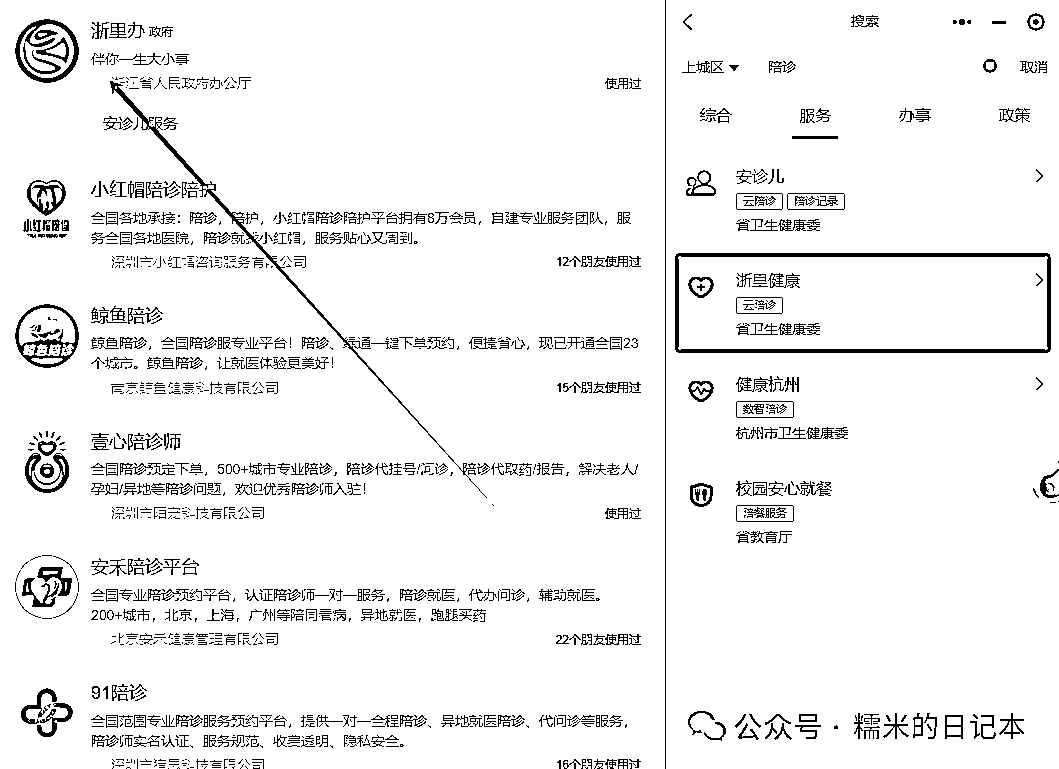 浙里办 政府
伴你一生大小事
浙江省人民政府办公厅
使用过
安诊儿服务
小红帽陪诊陪护
全国各地承接：陪诊，陪护，小红帽陪诊陪护平台拥有8万会员，自建专业服务团队，服
务全国各地医院，陪诊就找小红帽，服务贴心又周到。
深圳市小红帽咨询服务有限公司
12个朋友使用过
鲸鱼陪诊
鲸鱼陪诊，全国陪诊服专业平台！陪诊、绿通一键下单预约，便捷省心，现已开通全国23
个城市。鲸鱼陪诊，让就医体验更美好！
南京鲸鱼健康科技有限公司
15个朋友使用过
壹心陪诊师
全国陪诊预定下单，500+城市专业陪诊，陪诊代挂号/问诊，陪诊代取药/报告，解决老人/
孕妇/异地等陪诊问题，欢迎优秀陪诊师入驻！
使用过
安禾陪诊平台
全国专业陪诊预约平台，认证陪诊师一对一服务，陪诊就医，代办问诊，辅助就医。
200+城市，北京，上海，广州等陪同看病，异地就医，跑腿买药
北京安禾健康管理有限公司
22个朋友使用过
91陪诊
全国范围专业陪诊服务预约平台，提供一对一全程陪诊、异地就医陪诊、代问诊等服务，
陪诊师实名认证、服务规范、收费透明、隐私安全。
16个朋友使用过
搜索
上城区 陪诊 取消
综合 服务 办事 政策
安诊儿
云陪诊 陪诊记录
省卫生健康委
浙里健康
云陪诊
省卫生健康委
健康杭州
数智陪诊
杭州市卫生健康委
校园安心就餐
陪餐服务
省教育厅
公众号 · 糯米的日记本